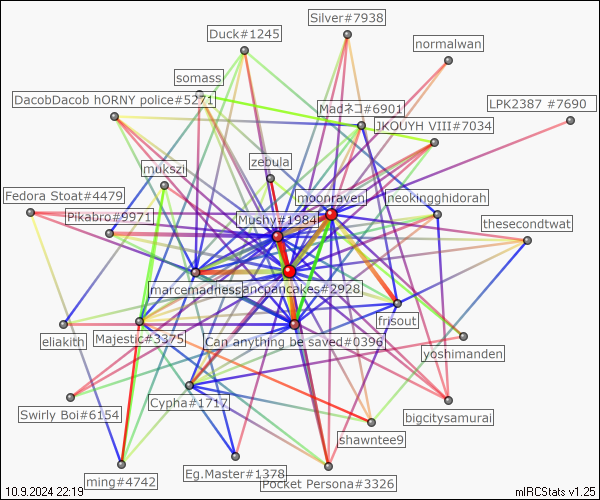 Silver#7938
Duck#1245
normalwan
somass
DacobDacob hORNY police#5271
LPK2387 #7690
Madネコ#6901
JKOUYH VIII#7034
zebula
mukszi
Fedora Stoat#4479
moonraven
neokingghidorah
Pikabro#9971
Mushy#1984
thesecondtwat
marcemadness
ancpancakes#2928
frisout
eliakith
Majestic#3375
Can anything be saved#0396
yoshimanden
Swirly Boi#6154
Cypha#1717
bigcitysamurai
shawntee9
ming#4742
Eg.Master#1378
Pocket Persona#3326
10.9.2024 22:19
mIRCStats v1.25